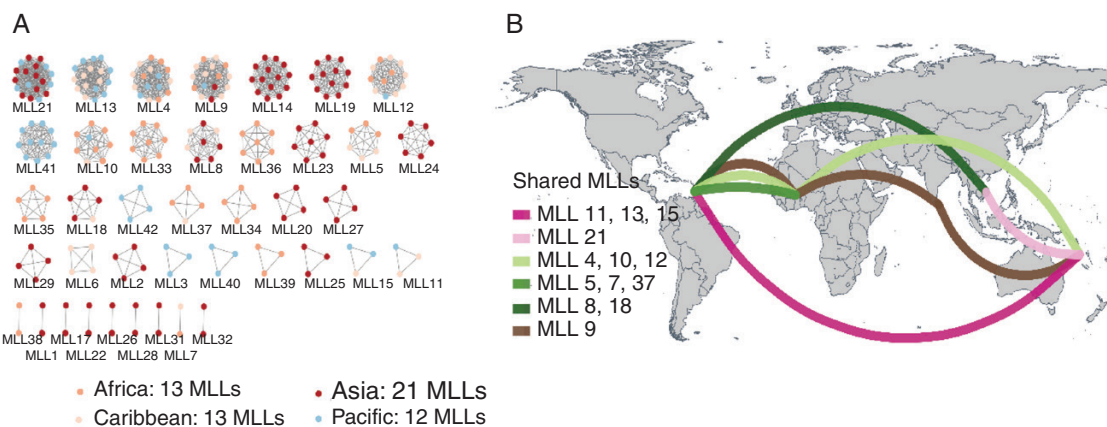 A
MLL21 MLL13 MLL4 MLL9 MLL14 MLL19 MLL12
MLL41 MLL10 MLL33 MLL8 MLL36 MLL23 MLL5 MLL24
MLL35 MLL18 MLL42 MLL37 MLL34 MLL20 MLL27
MLL29 MLL6 MLL2 MLL3 MLL40 MLL39 MLL25 MLL15 MLL11
MLL38 MLL17 MLL26 MLL31 MLL32
MLL1 MLL22 MLL28 MLL7
Africa: 13 MLLs
Asia: 21 MLLs
Caribbean: 13 MLLs
Pacific: 12 MLLs
B
Shared MLLs
MLL 11, 13, 15
MLL 21
MLL 4, 10, 12
MLL 5, 7, 37
MLL 8, 18
MLL 9